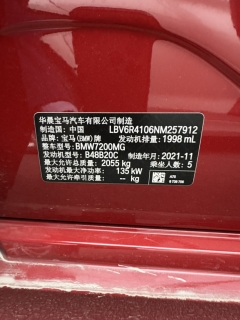 华晨宝马汽车有限公司制造
制造国: 中国 LBV6R4106NM257912
品牌: 宝马(BMW)牌 发动机排量: 1998 mL
整车型号: BMW7200MG
发动机型号: B48B20C 制造年月: 2021-11
最大允许总质量: 2055 kg 乘坐人数: 5
发动机最大净功率: 135 kW
最大允许牵引总质量: -- kg